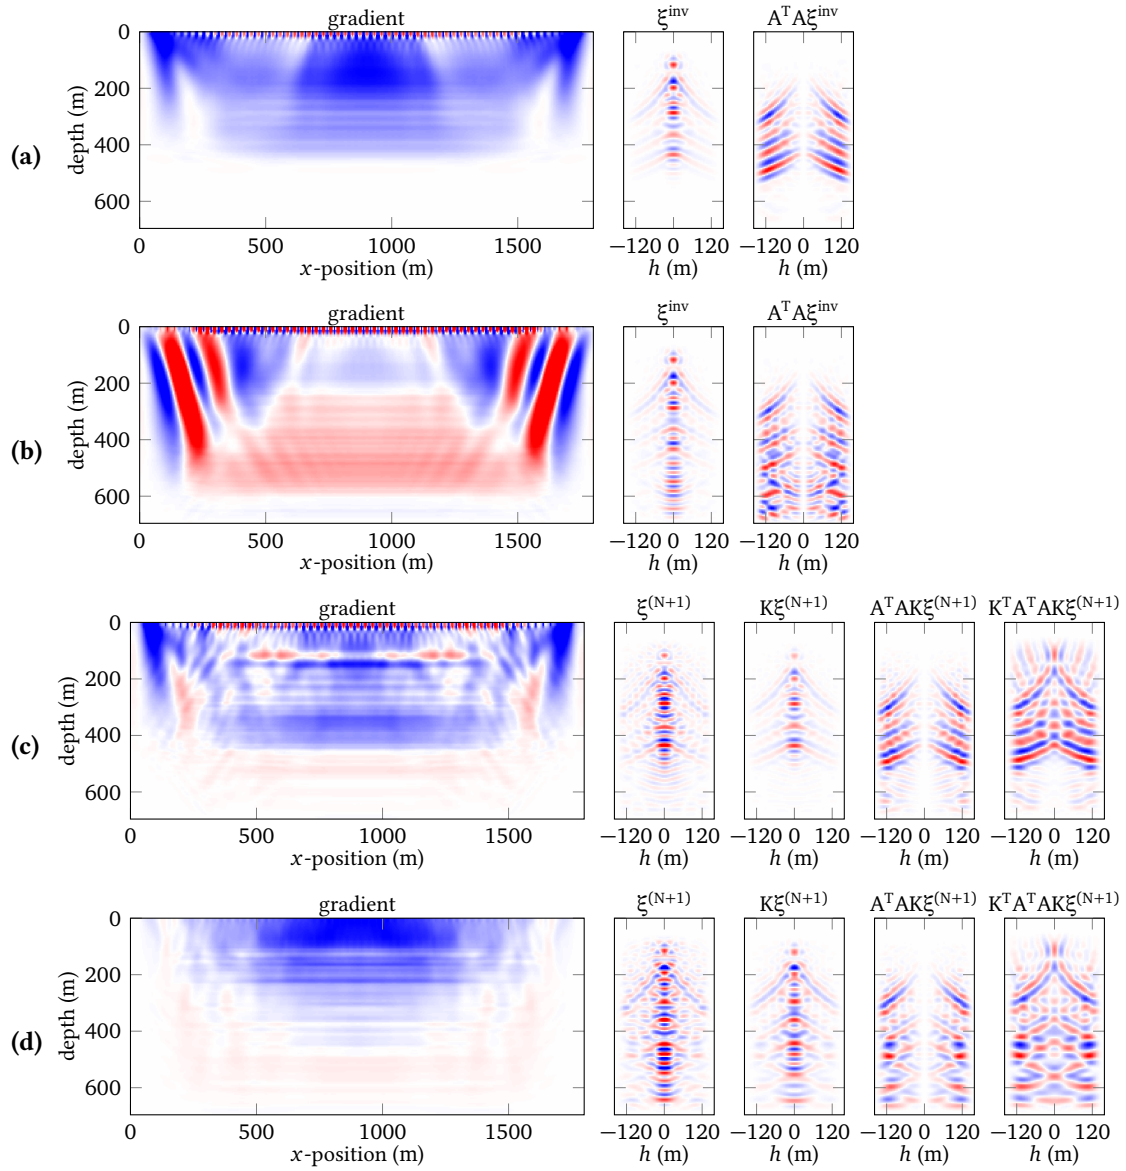 gradient ξ^inv A^T Aξ^inv
0
200
400
600
depth (m)
(a)
0 500 1000 1500 −120 0 120 −120 0 120
x-position (m) h (m) h (m)
gradient ξ^inv A^T Aξ^inv
0
200
400
600
depth (m)
(b)
0 500 1000 1500 −120 0 120 −120 0 120
x-position (m) h (m) h (m)
gradient ξ^(N+1) Kξ^(N+1) A^T AKξ^(N+1) K^T A^T AKξ^(N+1)
0
200
400
600
depth (m)
(c)
0 500 1000 1500 −120 0 120 −120 0 120 −120 0 120 −120 0 120
x-position (m) h (m) h (m) h (m) h (m)
gradient ξ^(N+1) Kξ^(N+1) A^T AKξ^(N+1) K^T A^T AKξ^(N+1)
0
200
400
600
depth (m)
(d)
0 500 1000 1500 −120 0 120 −120 0 120 −120 0 120 −120 0 120
x-position (m) h (m) h (m) h (m) h (m)